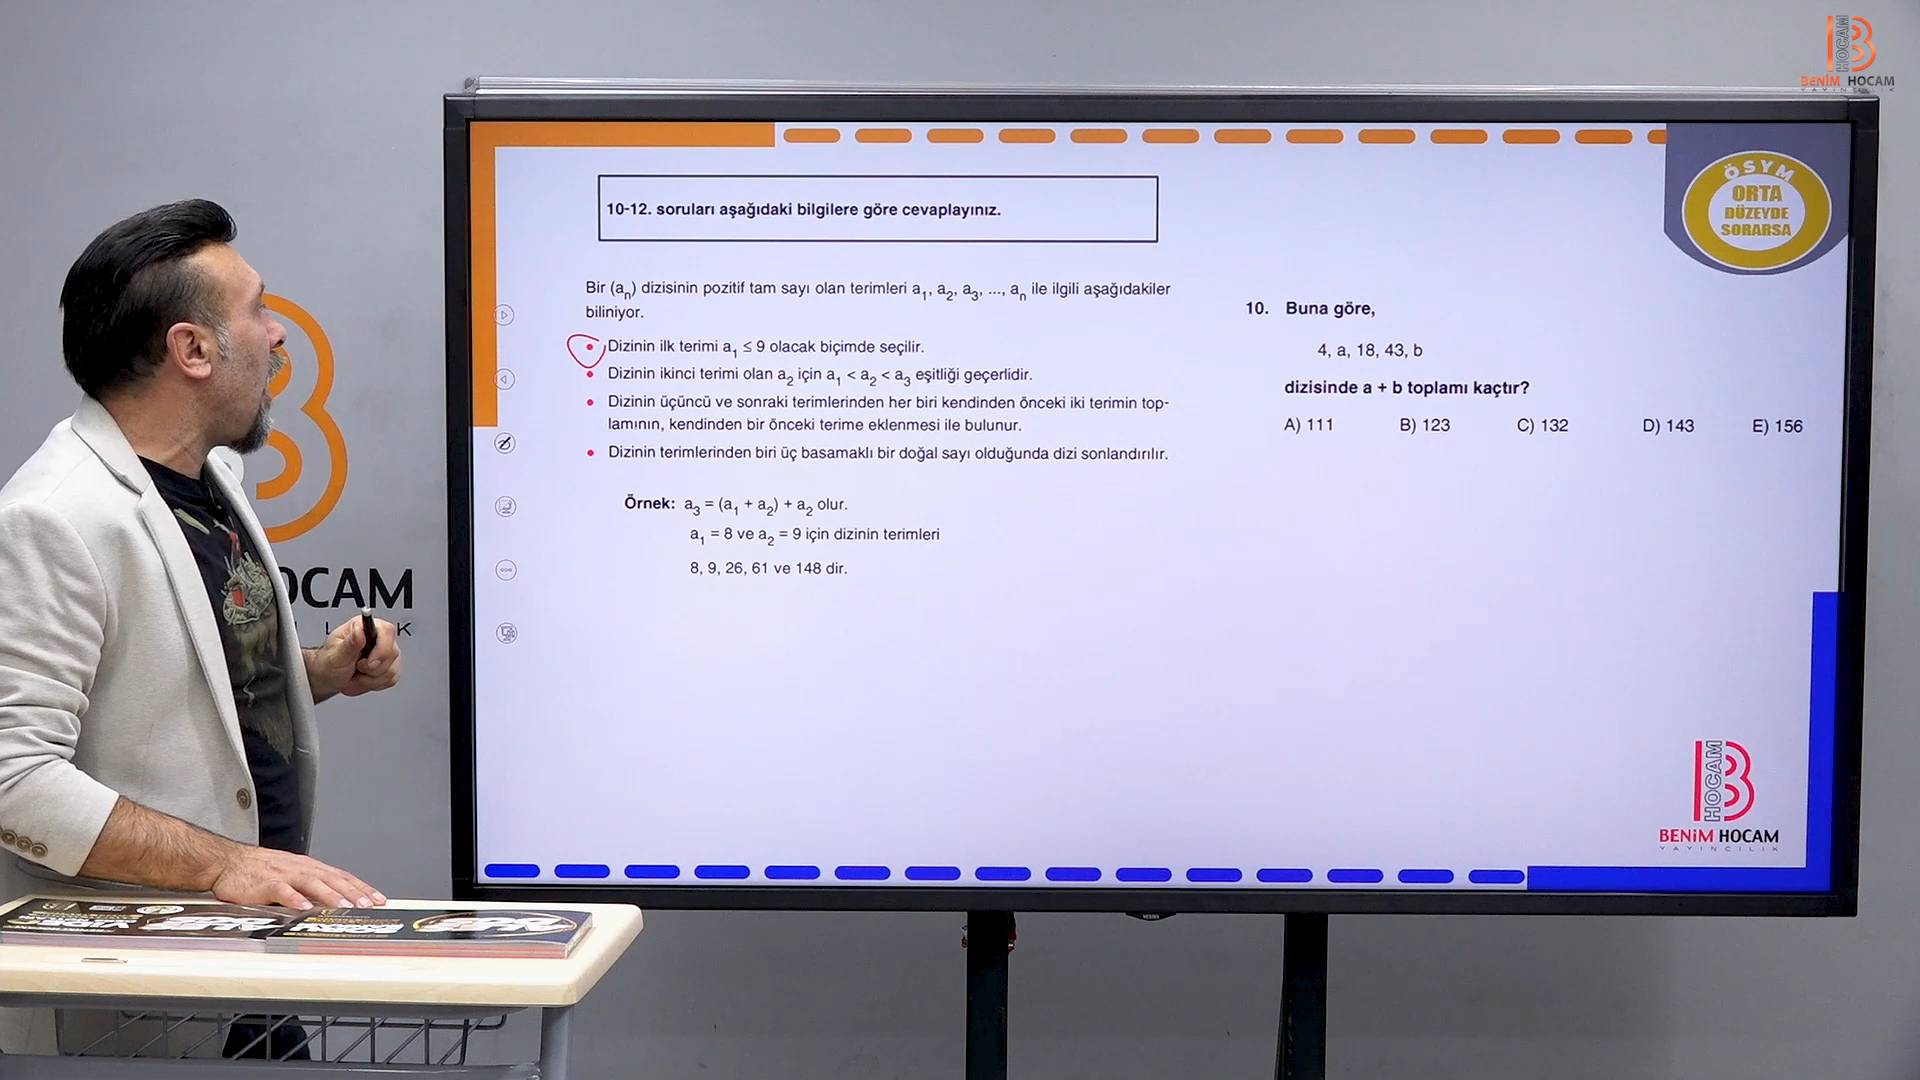 BENİM HOCAM
YAYINCILIK
HOCAM
ÖSYM
ORTA
DÜZEYDE
SORARSA
10-12. soruları aşağıdaki bilgilere göre cevaplayınız.
Bir (aₙ) dizisinin pozitif tam sayı olan terimleri a₁, a₂, a₃, ..., aₙ ile ilgili aşağıdakiler
biliniyor.
• Dizinin ilk terimi a₁ ≤ 9 olacak biçimde seçilir.
• Dizinin ikinci terimi olan a₂ için a₁ < a₂ < a₃ eşitliği geçerlidir.
• Dizinin üçüncü ve sonraki terimlerinden her biri kendinden önceki iki terimin top-
lamının, kendinden bir önceki terime eklenmesi ile bulunur.
• Dizinin terimlerinden biri üç basamaklı bir doğal sayı olduğunda dizi sonlandırılır.
Örnek: a₃ = (a₁ + a₂) + a₂ olur.
a₁ = 8 ve a₂ = 9 için dizinin terimleri
8, 9, 26, 61 ve 148 dir.
10. Buna göre,
4, a, 18, 43, b
dizisinde a + b toplamı kaçtır?
A) 111 B) 123 C) 132 D) 143 E) 156
OCAM
HOCAM
BENİM HOCAM
YAYINCILIK